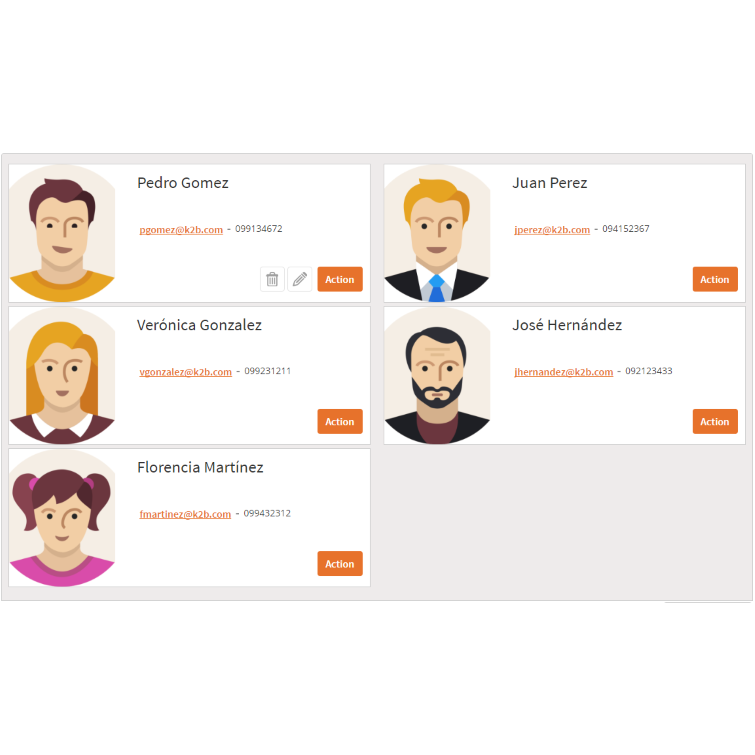 Pedro Gomez
pgomez@k2b.com - 099134672
Action
Juan Perez
jperez@k2b.com - 094152367
Action
Verónica Gonzalez
vgonzalez@k2b.com - 099231211
Action
José Hernández
jhernandez@k2b.com - 092123433
Action
Florencia Martínez
fmartinez@k2b.com - 099432312
Action